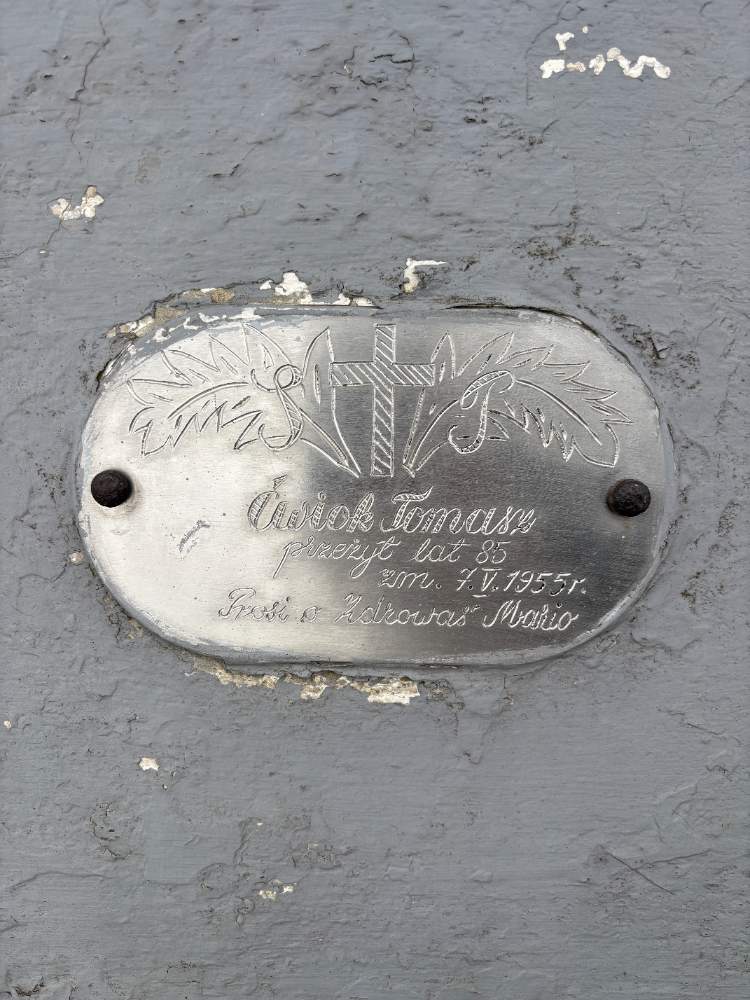 Ś P
Ćwiok Tomasz
przeżył lat 85
zm. 7.V.1955r.
Prosi o Zdrowaś Mario